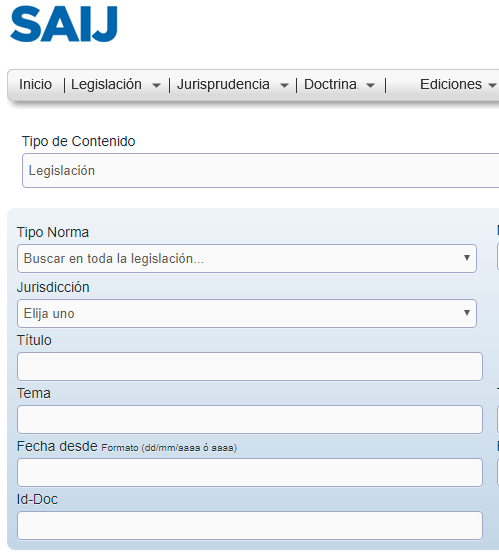 SAIJ
Inicio | Legislación | Jurisprudencia | Doctrina | Ediciones
Tipo de Contenido
Legislación
Tipo Norma
Buscar en toda la legislación...
Jurisdicción
Elija uno
Título
Tema
Fecha desde Formato (dd/mm/aaaa ó aaaa)
Id-Doc